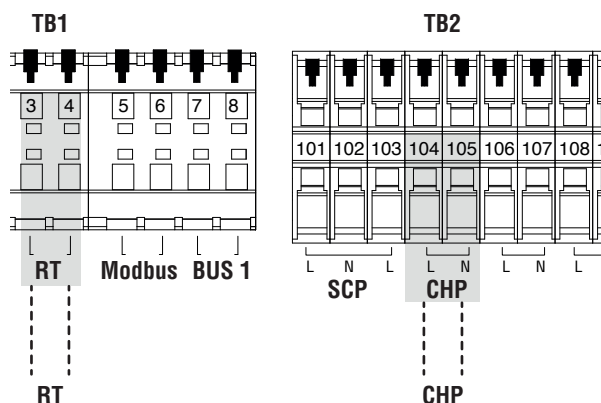 TB1 TB2
3 4 5 6 7 8 101 102 103 104 105 106 107 108 1
L N L L N L N L
RT Modbus BUS 1 SCP CHP
RT CHP